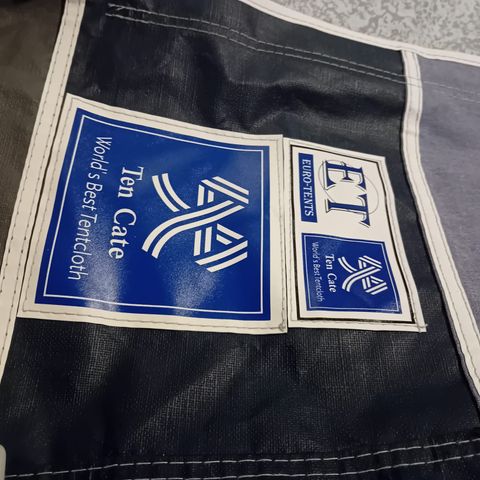 Ten Cate
World's Best Tentcloth
ET
EURO-TENTS
Ten Cate
World's Best Tentcloth